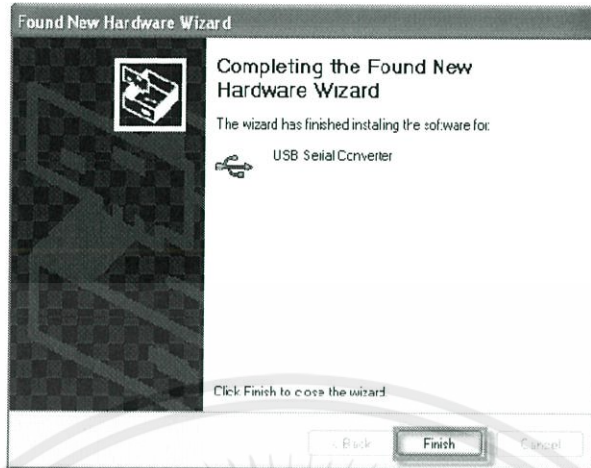 Found New Hardware Wizard
Completing the Found New
Hardware Wizard
The wizard has finished installing the software for:
USB Serial Converter
Click Finish to close the wizard
< Back
Finish
Cancel